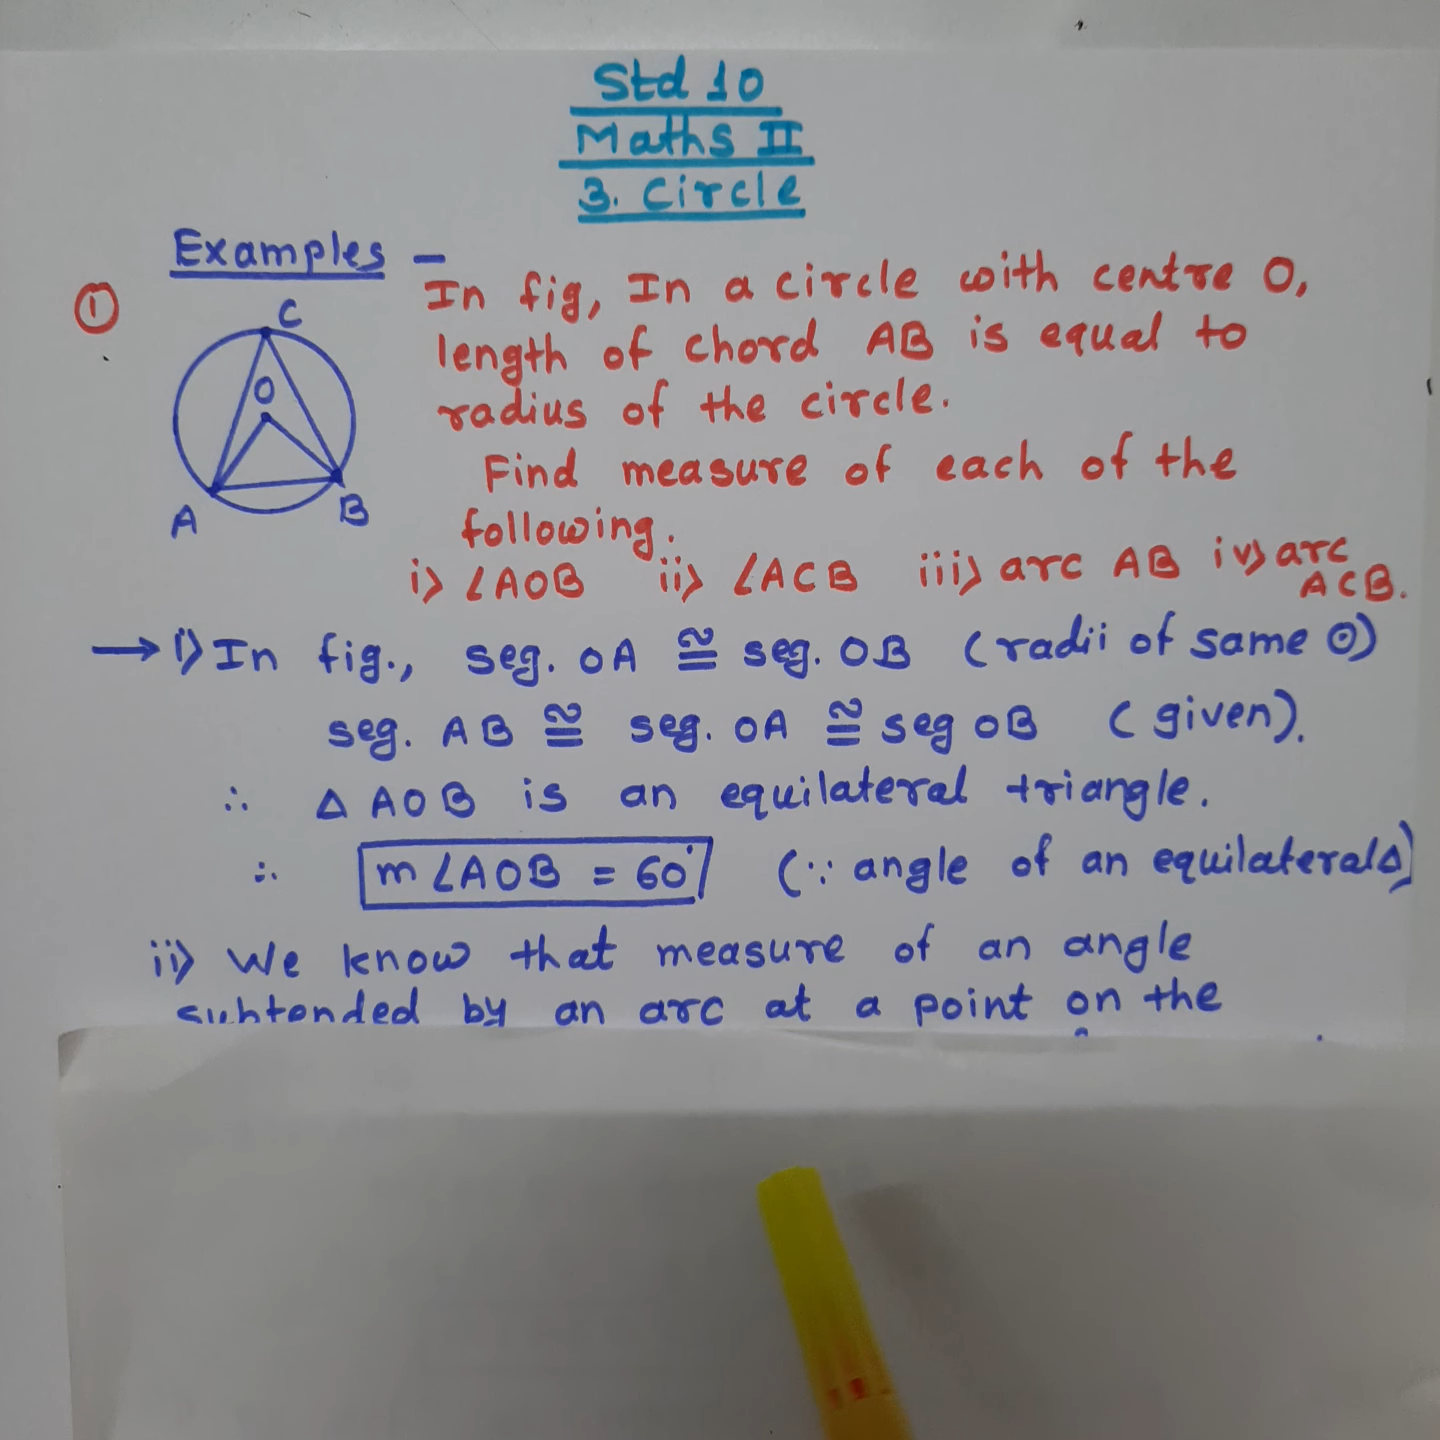 Std 10
Maths II
3. Circle
Examples -
① In fig, In a circle with centre O,
length of chord AB is equal to
radius of the circle.
C
O
A
B
Find measure of each of the
following.
i) ∠AOB ii) ∠ACB iii) arc AB iv) arc
ACB.
→ i) In fig., seg. OA ≅ seg. OB (radii of same ⊙)
seg. AB ≅ seg. OA ≅ seg OB (given).
∴ △AOB is an equilateral triangle.
∴ m∠AOB = 60° (∵ angle of an equilateral△)
ii) We know that measure of an angle
subtended by an arc at a point on the